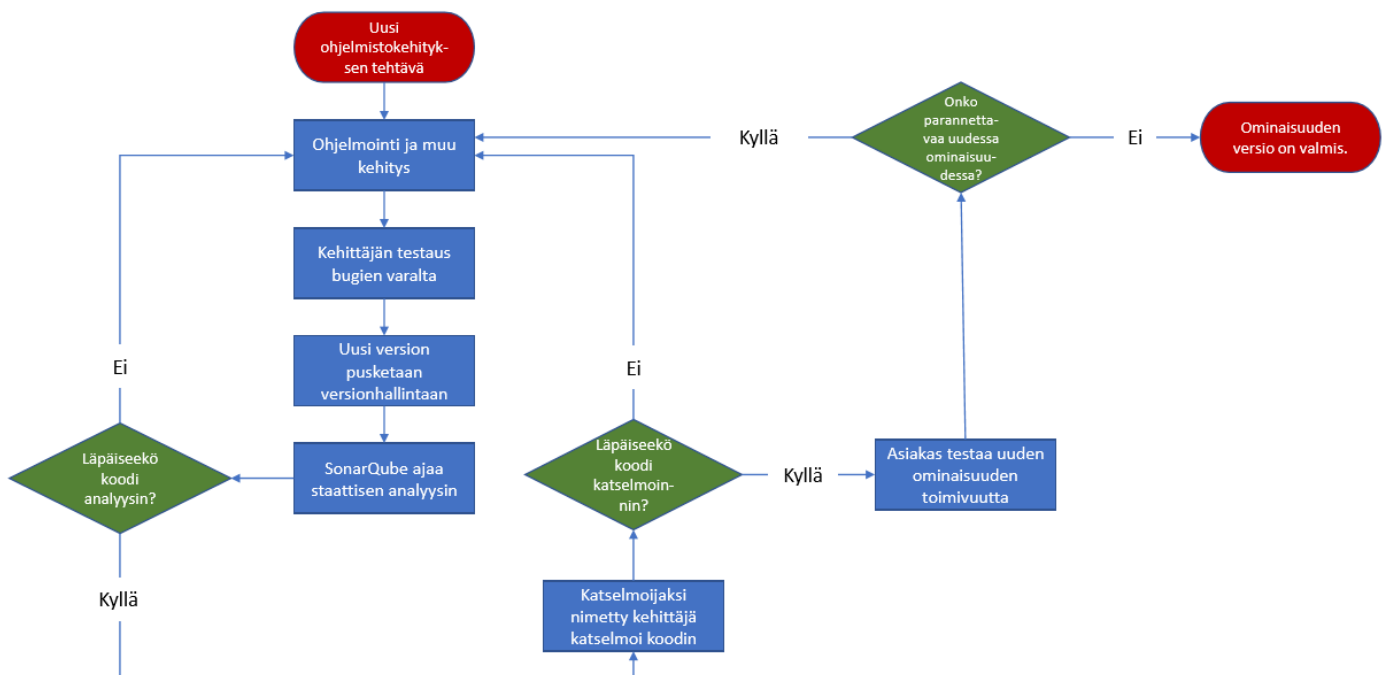 Uusi
ohjelmistokehityk-
sen tehtävä
Ohjelmointi ja muu
kehitys
Kehittäjän testaus
bugien varalta
Uusi version
pusketaan
versionhallintaan
SonarQube ajaa
staattisen analyysin
Läpäiseekö
koodi
analyysin?
Ei
Kyllä
Katselmoijaksi
nimetty kehittäjä
katselmoi koodin
Läpäiseekö
koodi
katselmoin-
nin?
Ei
Kyllä
Asiakas testaa uuden
ominaisuuden
toimivuutta
Onko
parannetta-
vaa uudessa
ominaisuu-
dessa?
Kyllä
Ei
Ominaisuuden
versio on valmis.